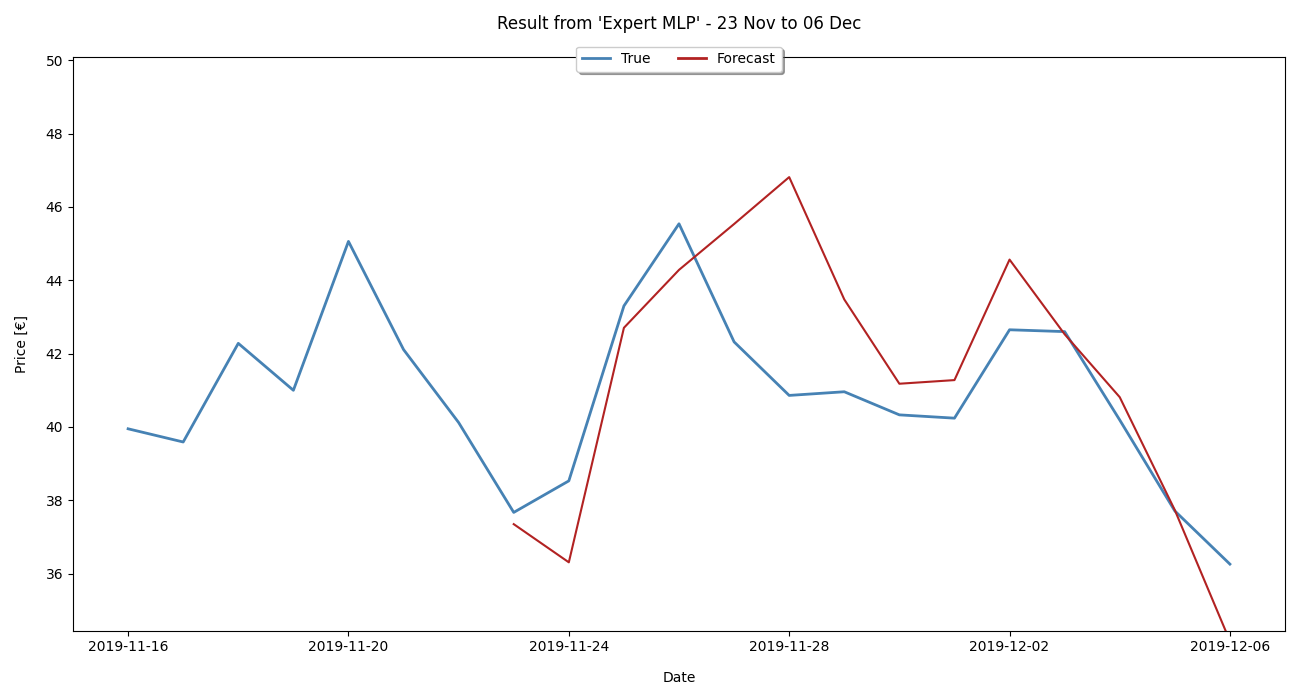 Result from 'Expert MLP' - 23 Nov to 06 Dec
True
Forecast
50
48
46
44
42
40
38
36
Price [€]
2019-11-16
2019-11-20
2019-11-24
2019-11-28
2019-12-02
2019-12-06
Date